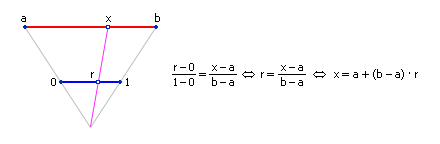 a x b
0 r 1
r – 0 / 1 – 0 = x – a / b – a ⇔ r = x – a / b – a ⇔ x = a + (b – a) · r